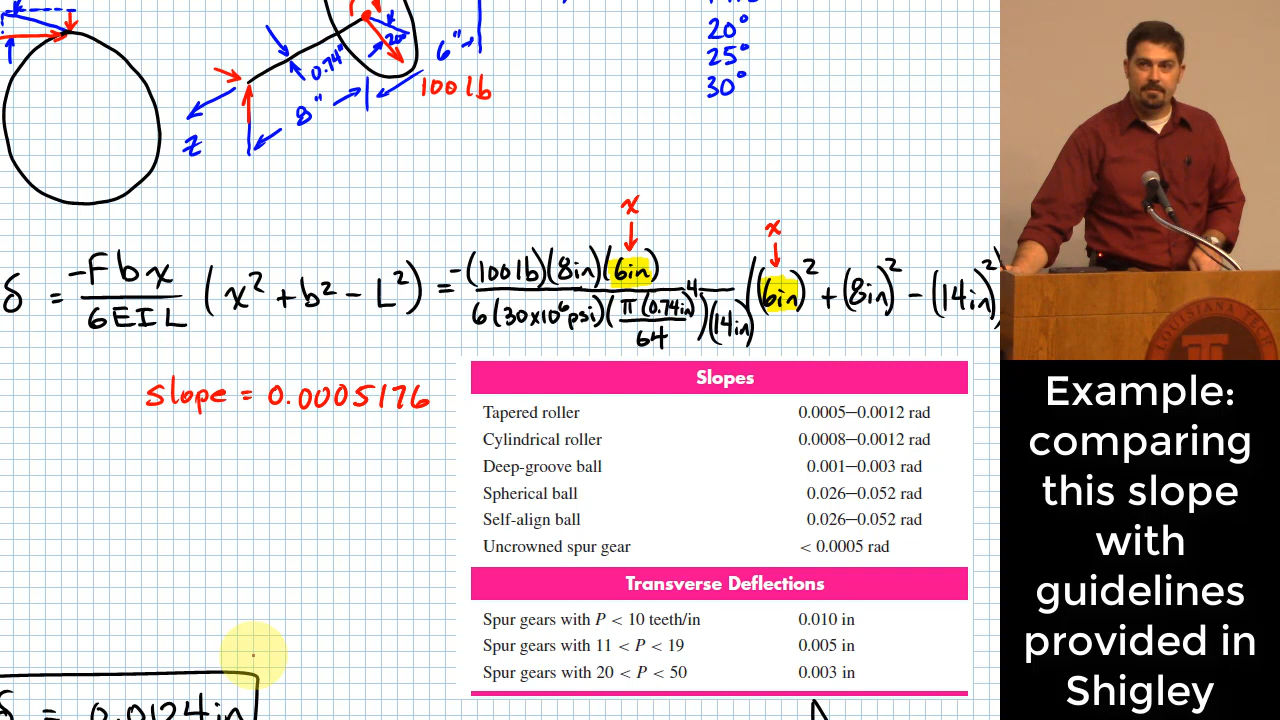 20°
25°
30°
20°
0.74"
6"
8"
100 lb
z
x
x
δ = -Fbx / 6EIL (x² + b² - L²) = -(100 lb)(8in)(6in) / 6(30x10⁶psi)(π(0.74in)⁴ / 64)(14in) ((6in)² + (8in)² - (14in)²)
slope = 0.0005176
Slopes
Tapered roller 0.0005–0.0012 rad
Cylindrical roller 0.0008–0.0012 rad
Deep-groove ball 0.001–0.003 rad
Spherical ball 0.026–0.052 rad
Self-align ball 0.026–0.052 rad
Uncrowned spur gear < 0.0005 rad
Transverse Deflections
Spur gears with P < 10 teeth/in 0.010 in
Spur gears with 11 < P < 19 0.005 in
Spur gears with 20 < P < 50 0.003 in
δ = 0.0124 in
Example:
comparing
this slope
with
guidelines
provided in
Shigley